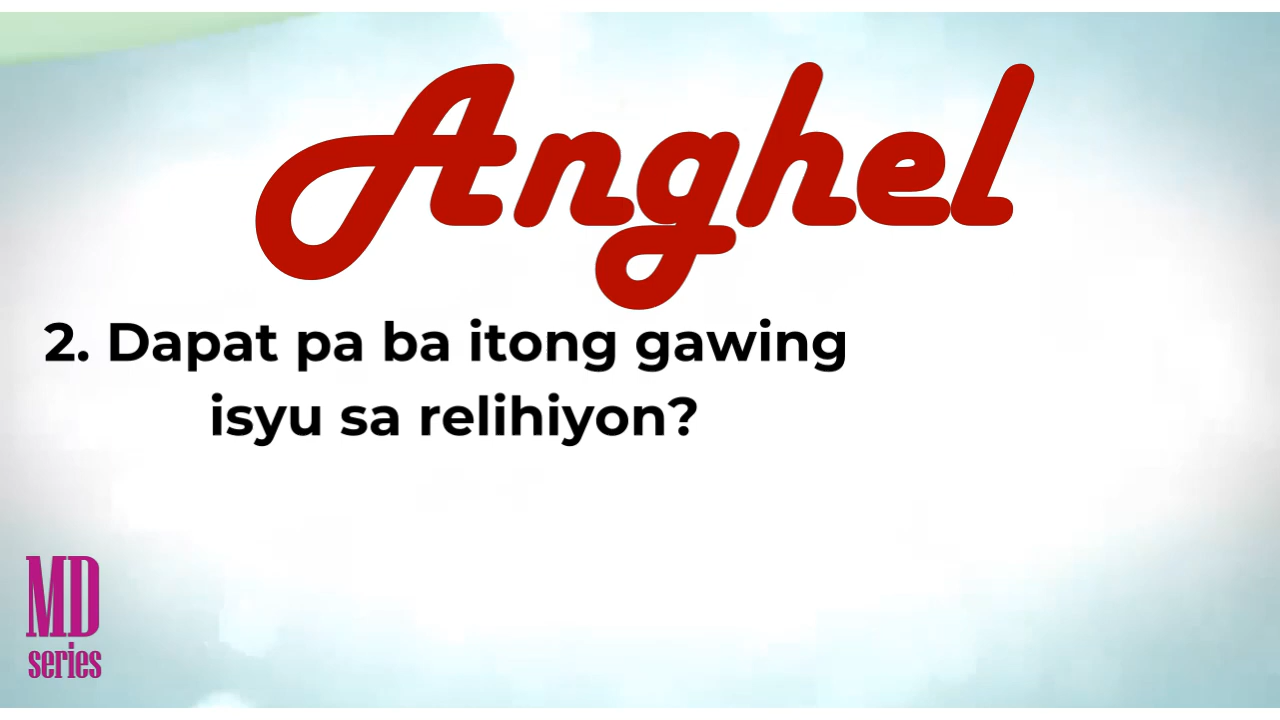 Anghel
2. Dapat pa ba itong gawing
isyu sa relihiyon?
MD
series